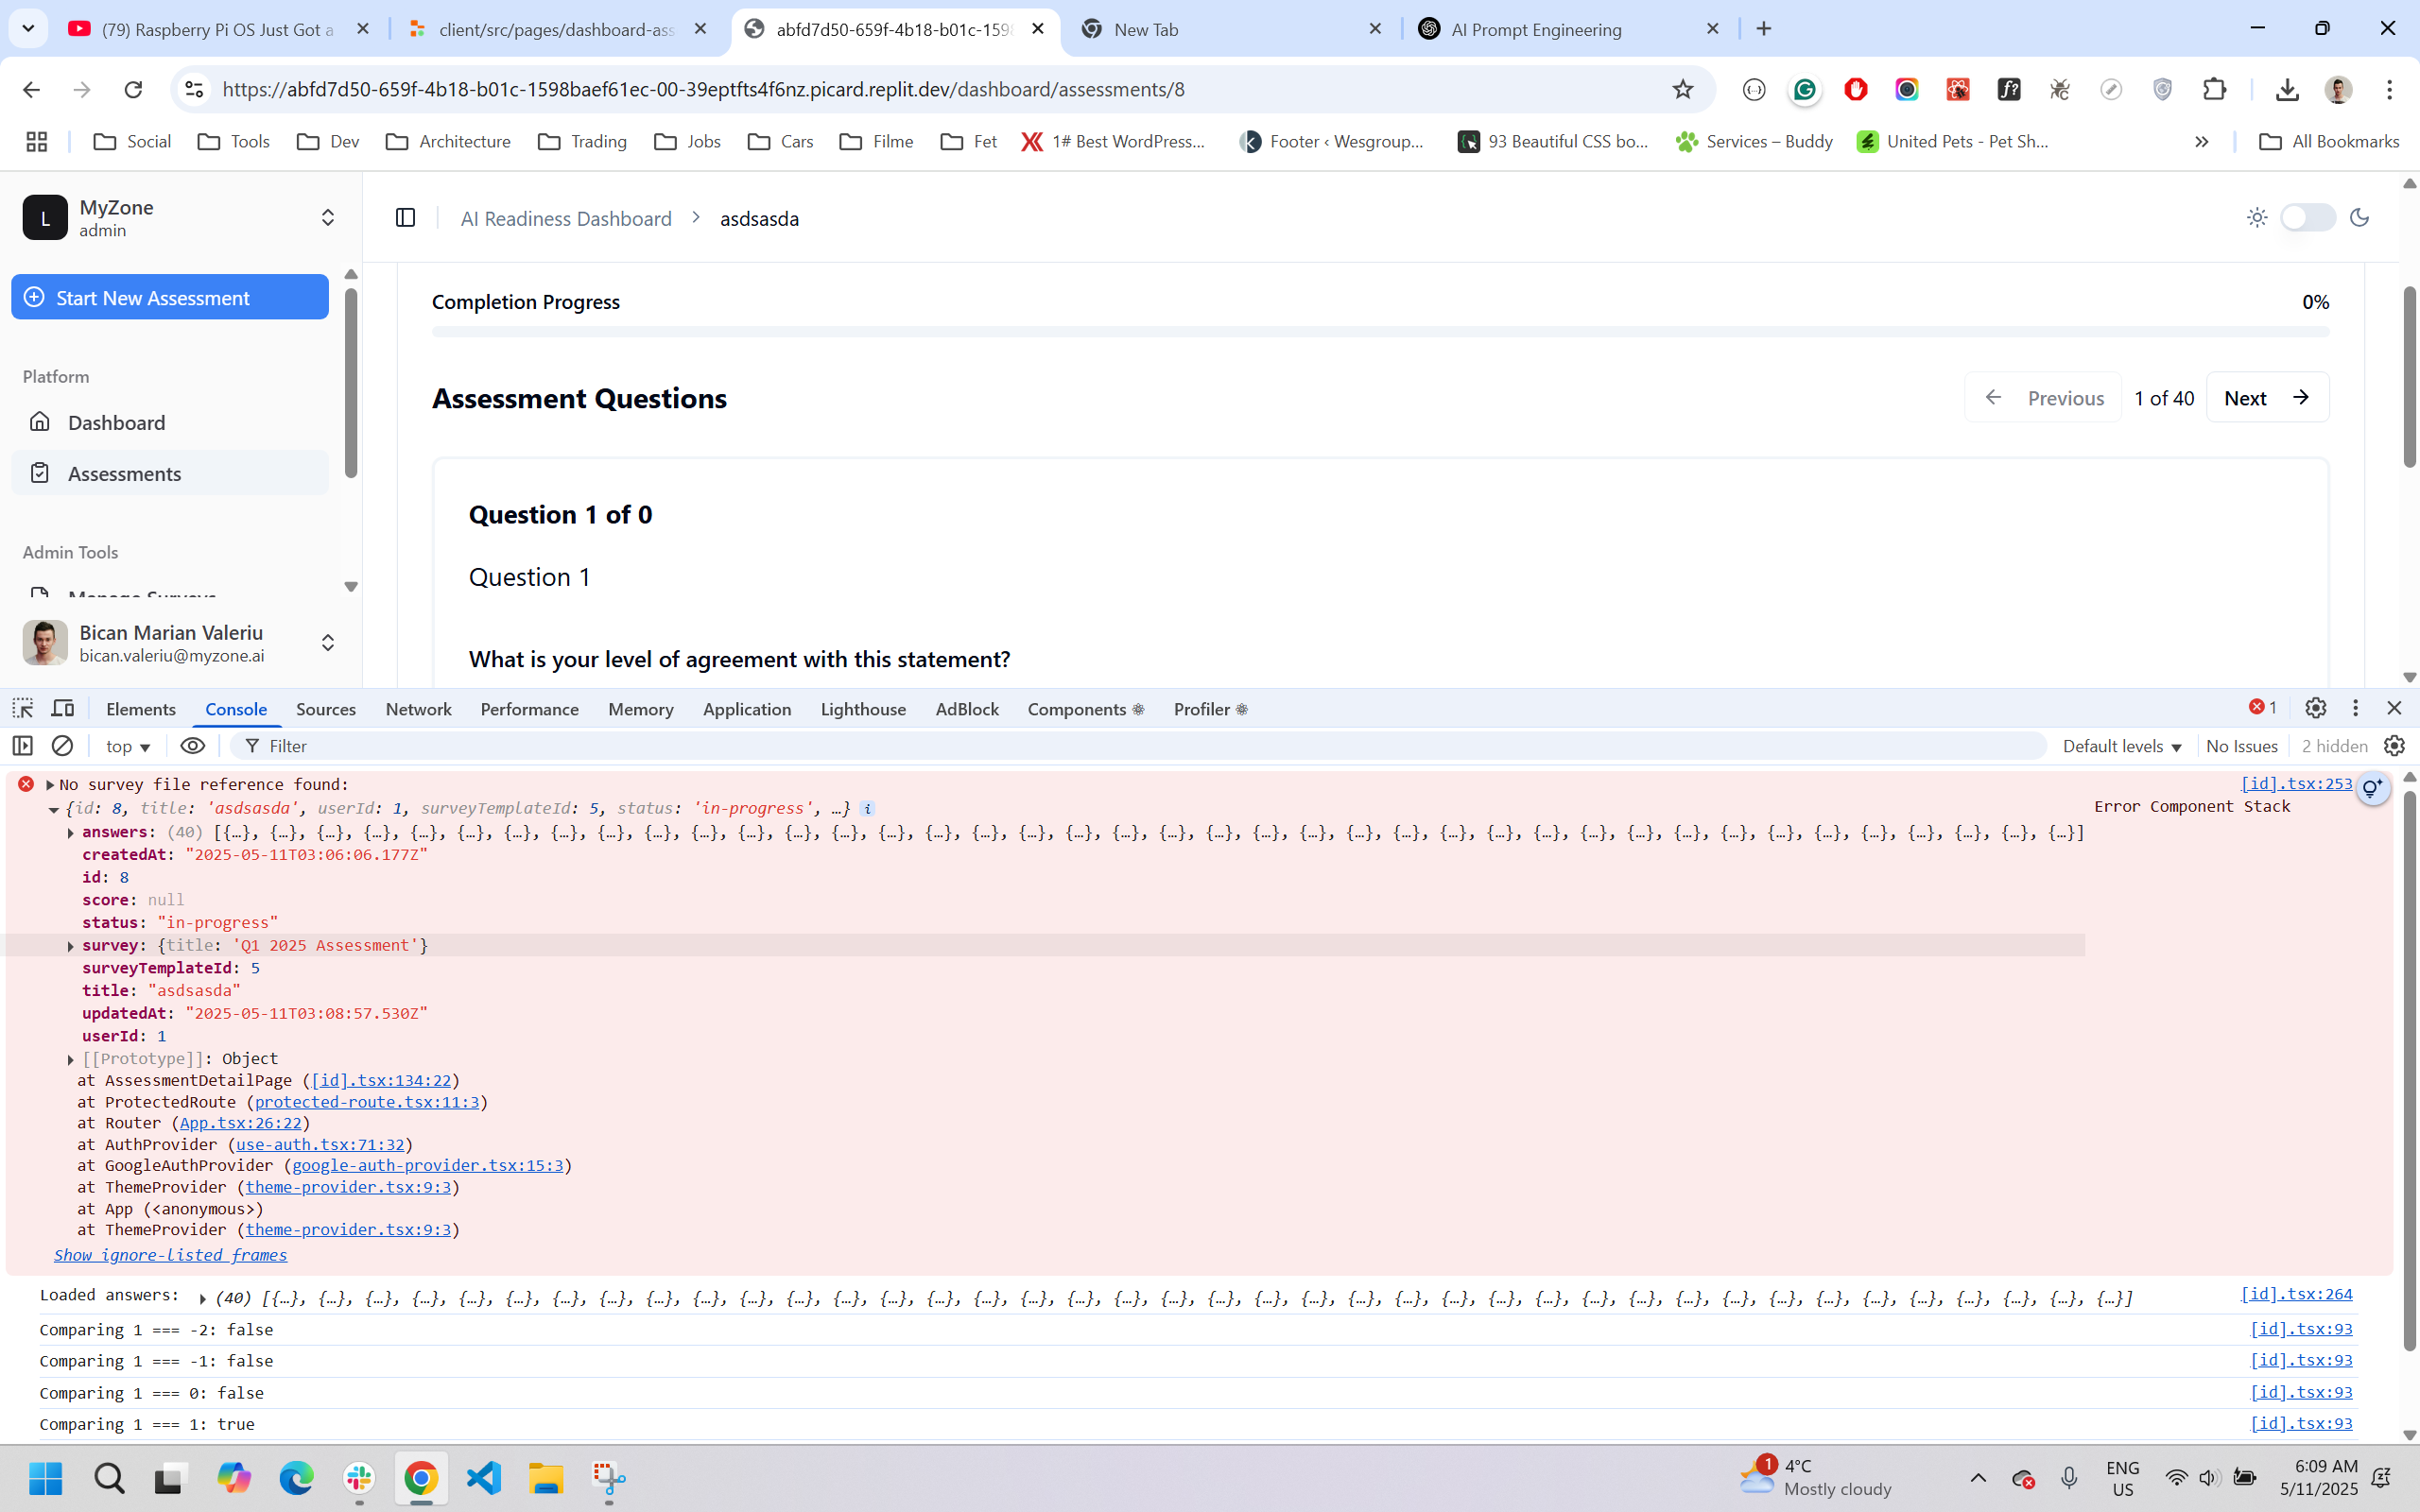 (79) Raspberry Pi OS Just Got a
client/src/pages/dashboard-ass
abfd7d50-659f-4b18-b01c-1598
New Tab
AI Prompt Engineering
https://abfd7d50-659f-4b18-b01c-1598baef61ec-00-39eptfts4f6nz.picard.replit.dev/dashboard/assessments/8
Social
Tools
Dev
Architecture
Trading
Jobs
Cars
Filme
Fet
1# Best WordPress...
Footer ‹ Wesgroup...
93 Beautiful CSS bo...
Services – Buddy
United Pets - Pet Sh...
All Bookmarks
L
MyZone
admin
AI Readiness Dashboard
asdsasda
Start New Assessment
Platform
Dashboard
Assessments
Admin Tools
Manage Surveys
Bican Marian Valeriu
bican.valeriu@myzone.ai
Completion Progress
0%
Assessment Questions
Previous
1 of 40
Next
Question 1 of 0
Question 1
What is your level of agreement with this statement?
Elements
Console
Sources
Network
Performance
Memory
Application
Lighthouse
AdBlock
Components
Profiler
1
top
Filter
Default levels
No Issues
2 hidden
No survey file reference found:
[id].tsx:253
{id: 8, title: 'asdsasda', userId: 1, surveyTemplateId: 5, status: 'in-progress', …}
Error Component Stack
answers: (40) [{…}, {…}, {…}, {…}, {…}, {…}, {…}, {…}, {…}, {…}, {…}, {…}, {…}, {…}, {…}, {…}, {…}, {…}, {…}, {…}, {…}, {…}, {…}, {…}, {…}, {…}, {…}, {…}, {…}, {…}, {…}, {…}, {…}, {…}, {…}, {…}, {…}, {…}, {…}, {…}]
createdAt: "2025-05-11T03:06:06.177Z"
id: 8
score: null
status: "in-progress"
survey: {title: 'Q1 2025 Assessment'}
surveyTemplateId: 5
title: "asdsasda"
updatedAt: "2025-05-11T03:08:57.530Z"
userId: 1
[[Prototype]]: Object
at AssessmentDetailPage ([id].tsx:134:22)
at ProtectedRoute (protected-route.tsx:11:3)
at Router (App.tsx:26:22)
at AuthProvider (use-auth.tsx:71:32)
at GoogleAuthProvider (google-auth-provider.tsx:15:3)
at ThemeProvider (theme-provider.tsx:9:3)
at App (<anonymous>)
at ThemeProvider (theme-provider.tsx:9:3)
Show ignore-listed frames
Loaded answers: (40) [{…}, {…}, {…}, {…}, {…}, {…}, {…}, {…}, {…}, {…}, {…}, {…}, {…}, {…}, {…}, {…}, {…}, {…}, {…}, {…}, {…}, {…}, {…}, {…}, {…}, {…}, {…}, {…}, {…}, {…}, {…}, {…}, {…}, {…}, {…}, {…}, {…}, {…}, {…}, {…}]
[id].tsx:264
Comparing 1 === -2: false
[id].tsx:93
Comparing 1 === -1: false
[id].tsx:93
Comparing 1 === 0: false
[id].tsx:93
Comparing 1 === 1: true
[id].tsx:93
1
4°C
Mostly cloudy
ENG
US
6:09 AM
5/11/2025